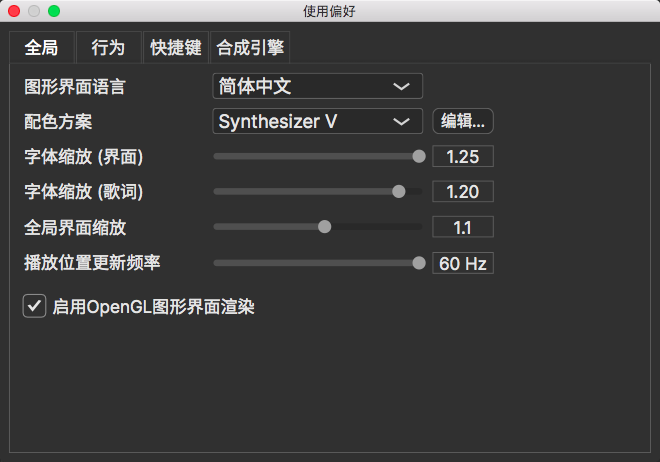 使用偏好
全局 行为 快捷键 合成引擎
图形界面语言 简体中文
配色方案 Synthesizer V 编辑...
字体缩放 (界面) 1.25
字体缩放 (歌词) 1.20
全局界面缩放 1.1
播放位置更新频率 60 Hz
启用OpenGL图形界面渲染